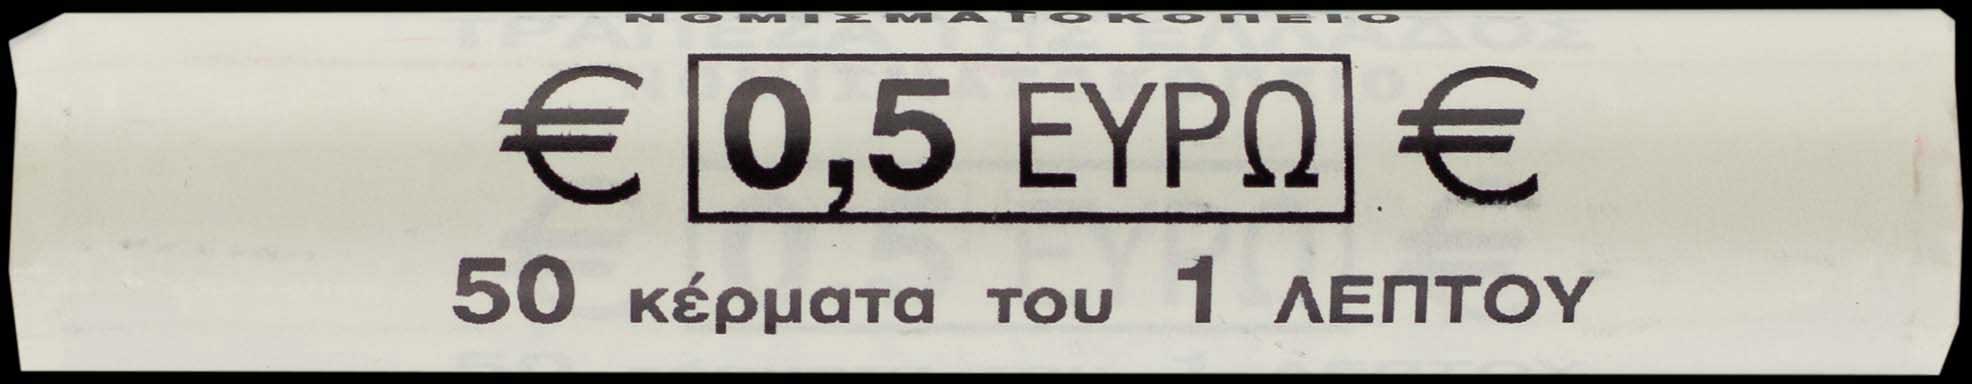 ΝΟΜΙΣΜΑΤΟΚΟΠΕΙΟ
€ 0,5 ΕΥΡΩ €
50 κέρματα του 1 ΛΕΠΤΟΥ